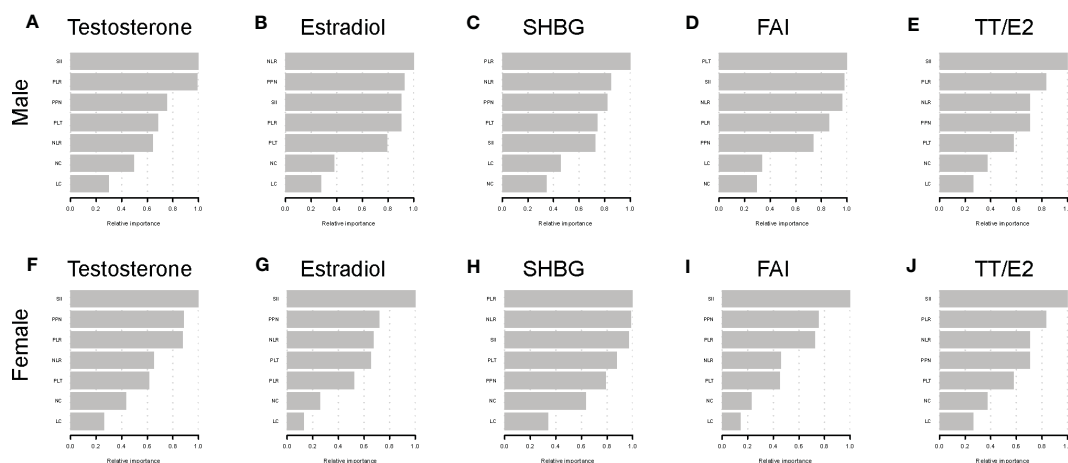 A Testosterone B Estradiol C SHBG D FAI E TT/E2
Male
SII
PLR
PPN
PLT
NLR
NC
LC
0.0 0.2 0.4 0.6 0.8 1.0
Relative importance
NLR
PPN
SII
PLR
PLT
NC
LC
0.0 0.2 0.4 0.6 0.8 1.0
Relative importance
PLR
NLR
PPN
PLT
SII
LC
NC
0.0 0.2 0.4 0.6 0.8 1.0
Relative importance
PLT
SII
NLR
PLR
PPN
LC
NC
0.0 0.2 0.4 0.6 0.8 1.0
Relative importance
SII
PLR
NLR
PPN
PLT
NC
LC
0.0 0.2 0.4 0.6 0.8 1.0
Relative importance
F Testosterone G Estradiol H SHBG I FAI J TT/E2
Female
SII
PPN
PLR
NLR
PLT
NC
LC
0.0 0.2 0.4 0.6 0.8 1.0
Relative importance
SII
PPN
NLR
PLT
PLR
NC
LC
0.0 0.2 0.4 0.6 0.8 1.0
Relative importance
PLR
NLR
SII
PLT
PPN
NC
LC
0.0 0.2 0.4 0.6 0.8 1.0
Relative importance
SII
PPN
PLR
NLR
PLT
NC
LC
0.0 0.2 0.4 0.6 0.8 1.0
Relative importance
SII
PLR
NLR
PPN
PLT
NC
LC
0.0 0.2 0.4 0.6 0.8 1.0
Relative importance